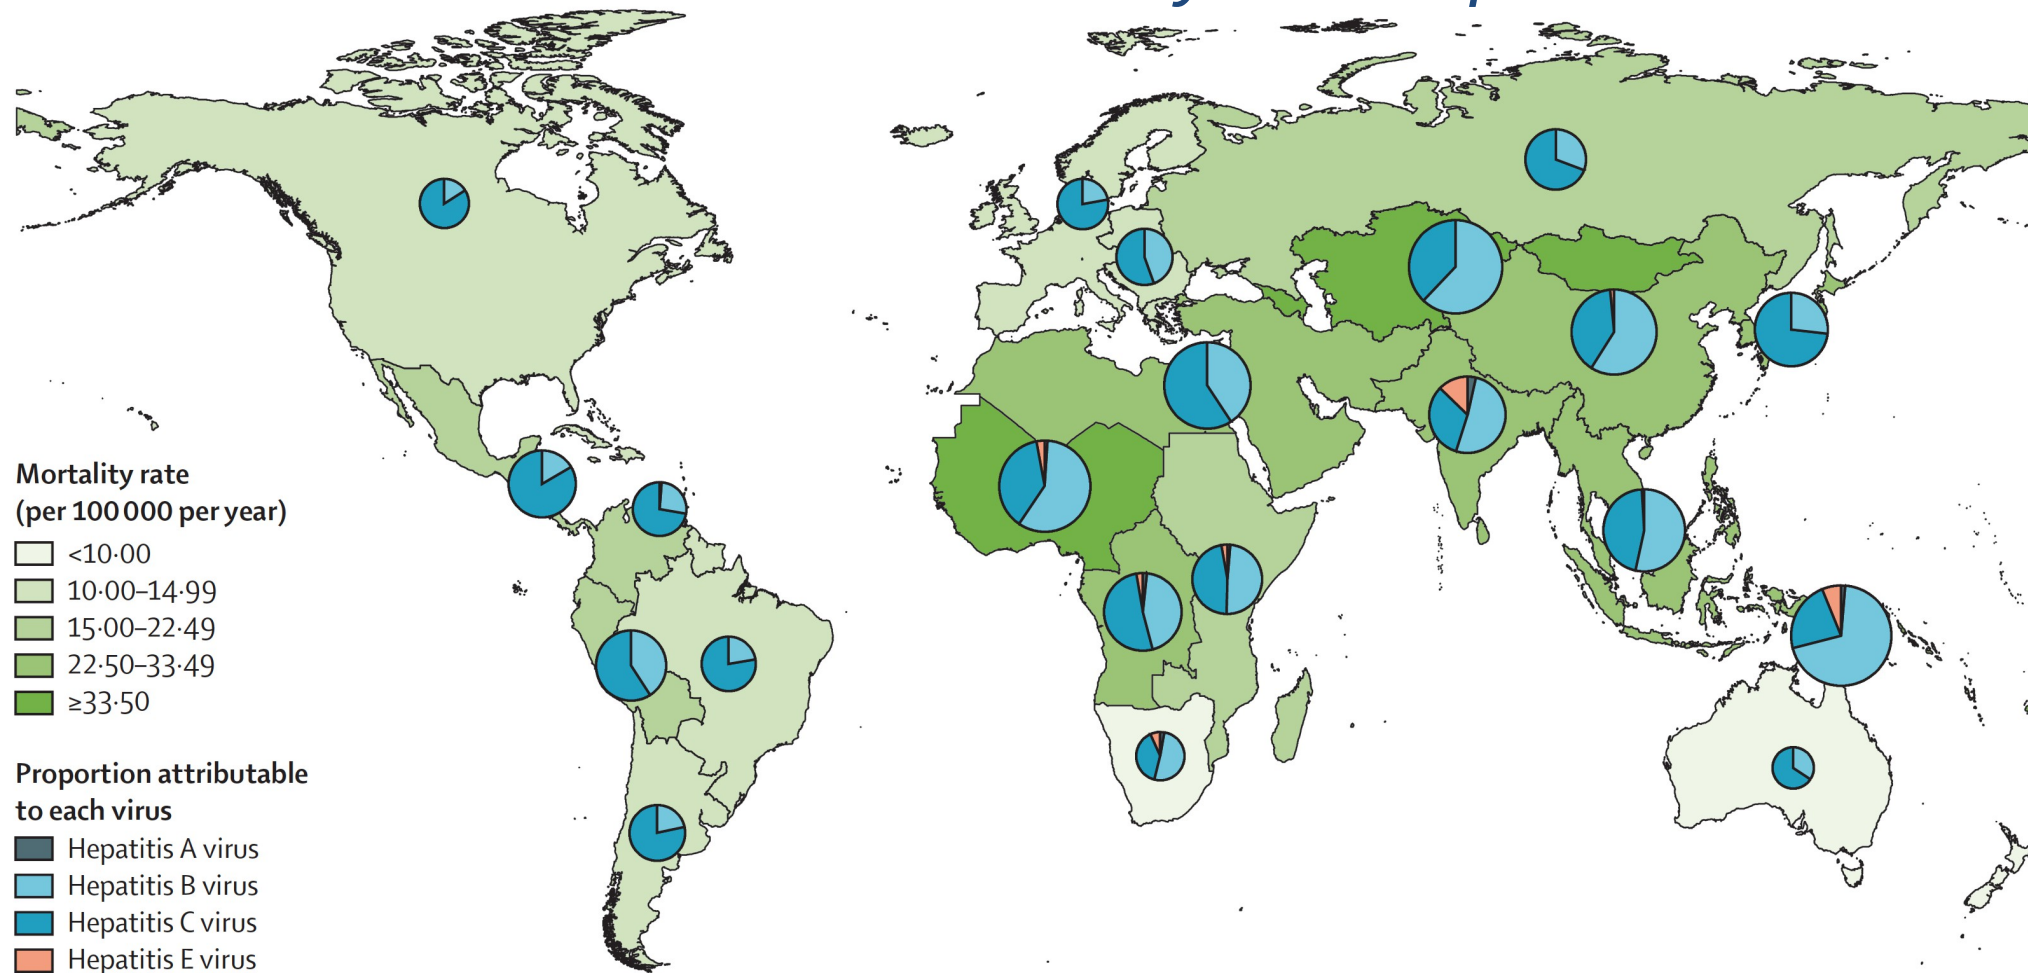 Mortality rate
(per 100 000 per year)
<10·00
10·00–14·99
15·00–22·49
22·50–33·49
≥33·50
Proportion attributable
to each virus
Hepatitis A virus
Hepatitis B virus
Hepatitis C virus
Hepatitis E virus